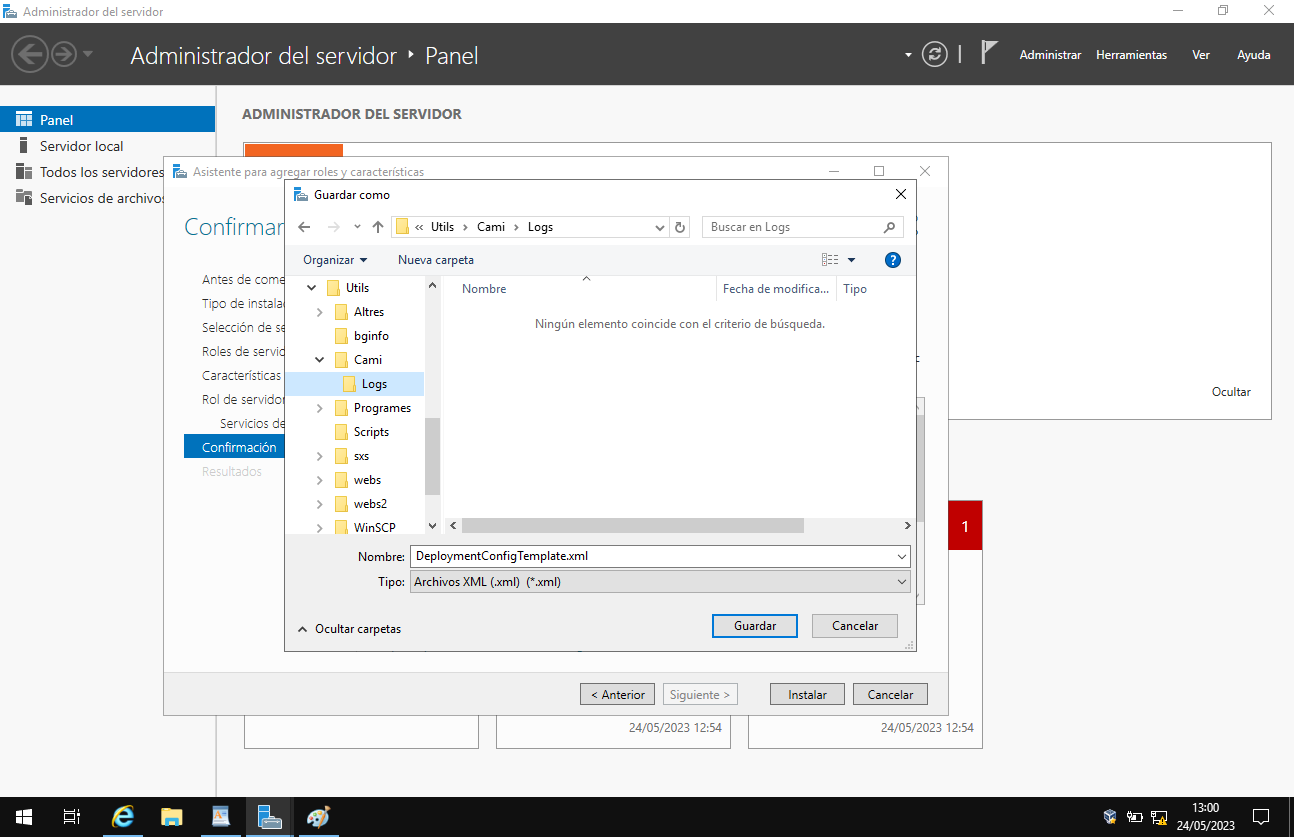 Administrador del servidor
Administrador del servidor ‣ Panel
Administrar Herramientas Ver Ayuda
Panel
Servidor local
Todos los servidores
Servicios de archivos
ADMINISTRADOR DEL SERVIDOR
Ocultar
Asistente para agregar roles y características
Confirmar
Antes de come
Tipo de instala
Selección de se
Roles de servid
Características
Rol de servidor
Servicios de
Confirmación
Resultados
Guardar como
« Utils › Cami › Logs
Buscar en Logs
Organizar Nueva carpeta
Utils
Altres
bginfo
Cami
Logs
Programes
Scripts
sxs
webs
webs2
WinSCP
Nombre Fecha de modifica... Tipo
Ningún elemento coincide con el criterio de búsqueda.
Nombre: DeploymentConfigTemplate.xml
Tipo: Archivos XML (.xml) (*.xml)
Ocultar carpetas
Guardar Cancelar
< Anterior Siguiente > Instalar Cancelar
1
24/05/2023 12:54
24/05/2023 12:54
13:00
24/05/2023